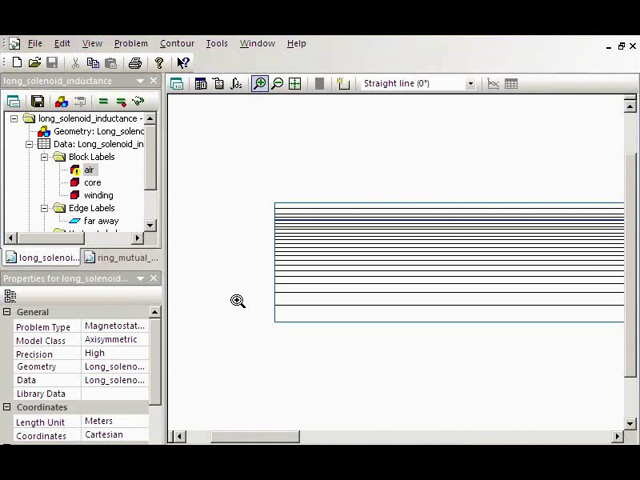 File Edit View Problem Contour Tools Window Help
Straight line (0°)
long_solenoid_inductance
long_solenoid_inductance -
Geometry: Long_solenc
Data: Long_solenoid_in
Block Labels
air
core
winding
Edge Labels
far away
long_solenoi... ring_mutual_...
Properties for long_solenoid...
General
Problem Type Magnetostat...
Model Class Axisymmetric
Precision High
Geometry Long_soleno...
Data Long_soleno...
Library Data
Coordinates
Length Unit Meters
Coordinates Cartesian